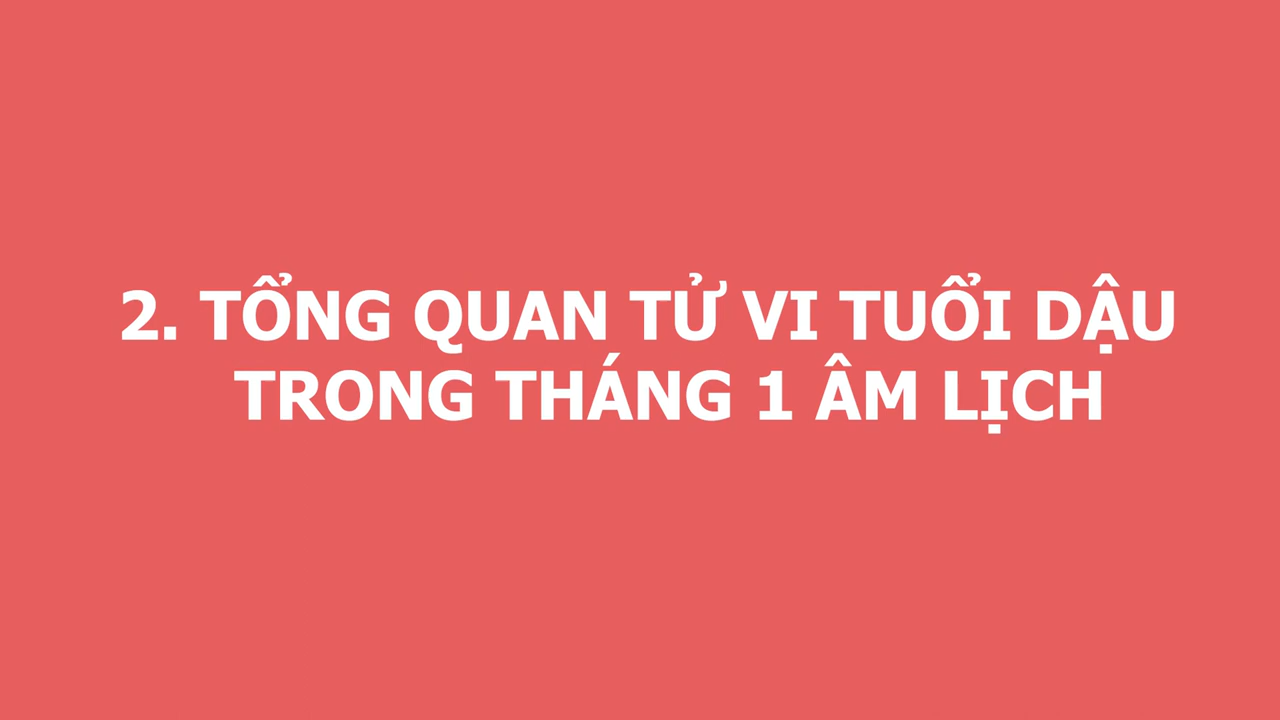 2. TỔNG QUAN TỬ VI TUỔI DẬU
TRONG THÁNG 1 ÂM LỊCH